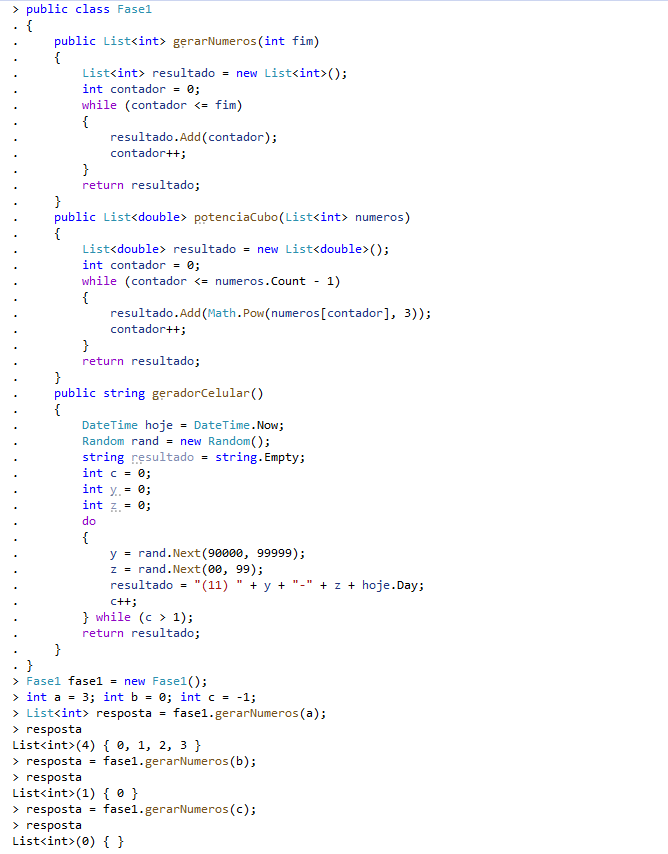 > public class Fase1
. {
.     public List<int> gerarNumeros(int fim)
.     {
.         List<int> resultado = new List<int>();
.         int contador = 0;
.         while (contador <= fim)
.         {
.             resultado.Add(contador);
.             contador++;
.         }
.         return resultado;
.     }
.     public List<double> potenciaCubo(List<int> numeros)
.     {
.         List<double> resultado = new List<double>();
.         int contador = 0;
.         while (contador <= numeros.Count - 1)
.         {
.             resultado.Add(Math.Pow(numeros[contador], 3));
.             contador++;
.         }
.         return resultado;
.     }
.     public string geradorCelular()
.     {
.         DateTime hoje = DateTime.Now;
.         Random rand = new Random();
.         string resultado = string.Empty;
.         int c = 0;
.         int y = 0;
.         int z = 0;
.         do
.         {
.             y = rand.Next(90000, 99999);
.             z = rand.Next(00, 99);
.             resultado = "(11) " + y + "-" + z + hoje.Day;
.             c++;
.         } while (c > 1);
.         return resultado;
.     }
. }
> Fase1 fase1 = new Fase1();
> int a = 3; int b = 0; int c = -1;
> List<int> resposta = fase1.gerarNumeros(a);
> resposta
List<int>(4) { 0, 1, 2, 3 }
> resposta = fase1.gerarNumeros(b);
> resposta
List<int>(1) { 0 }
> resposta = fase1.gerarNumeros(c);
> resposta
List<int>(0) { }